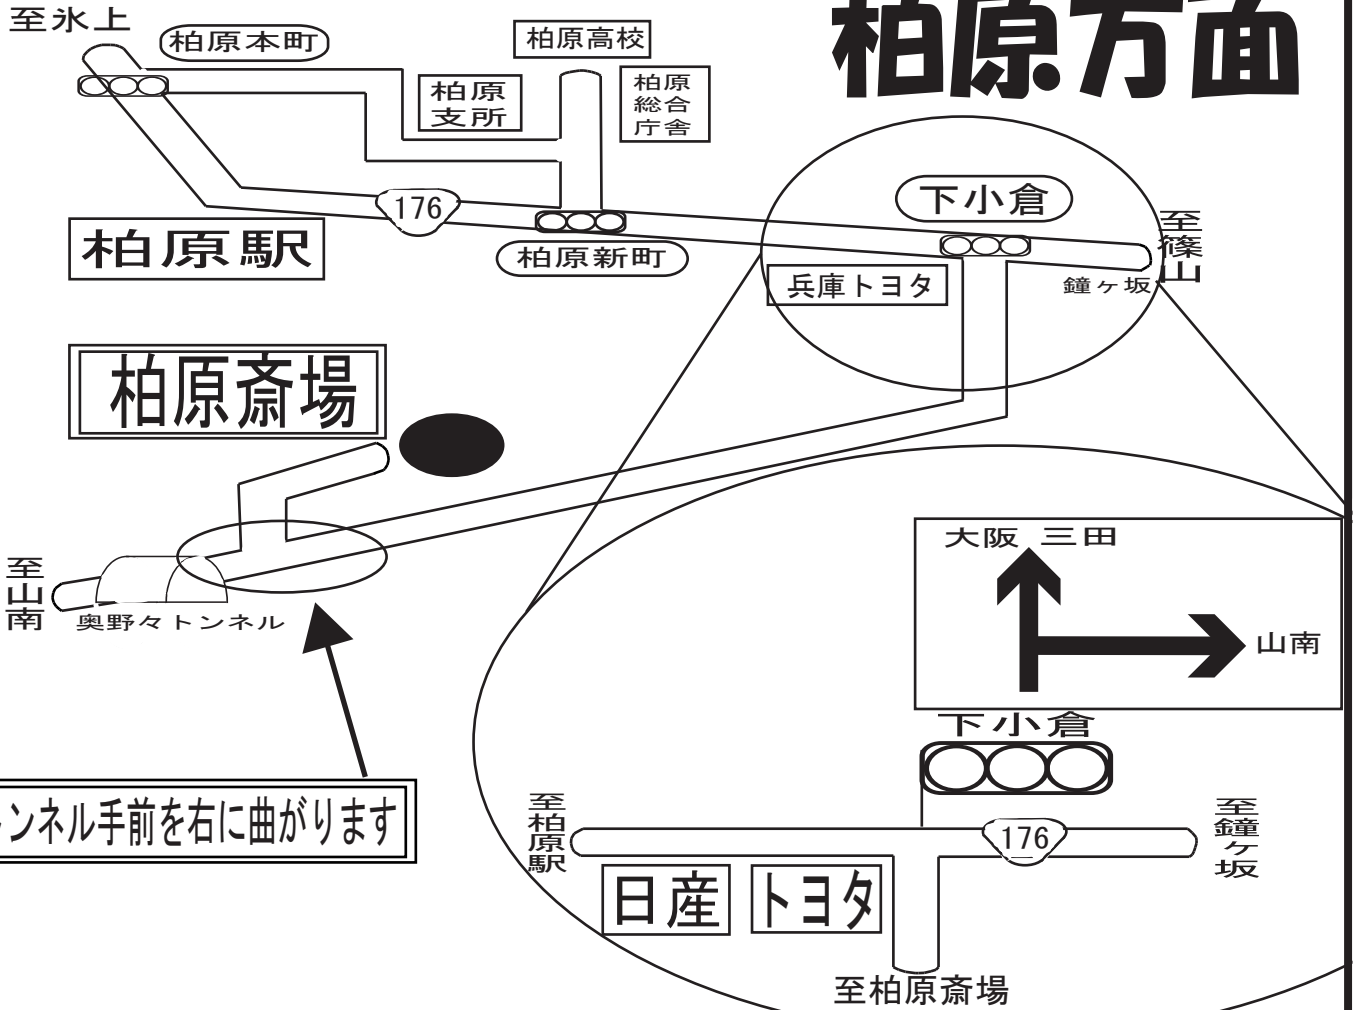 柏原方面
至氷上
柏原本町
柏原高校
柏原
支所
柏原
総合
庁舎
176
柏原駅
柏原新町
下小倉
至篠山
兵庫トヨタ
鐘ヶ坂
柏原斎場
至山南
奥野々トンネル
ンネル手前を右に曲がります
大阪 三田
山南
下小倉
至柏原駅
176
至鐘ヶ坂
日産
トヨタ
至柏原斎場